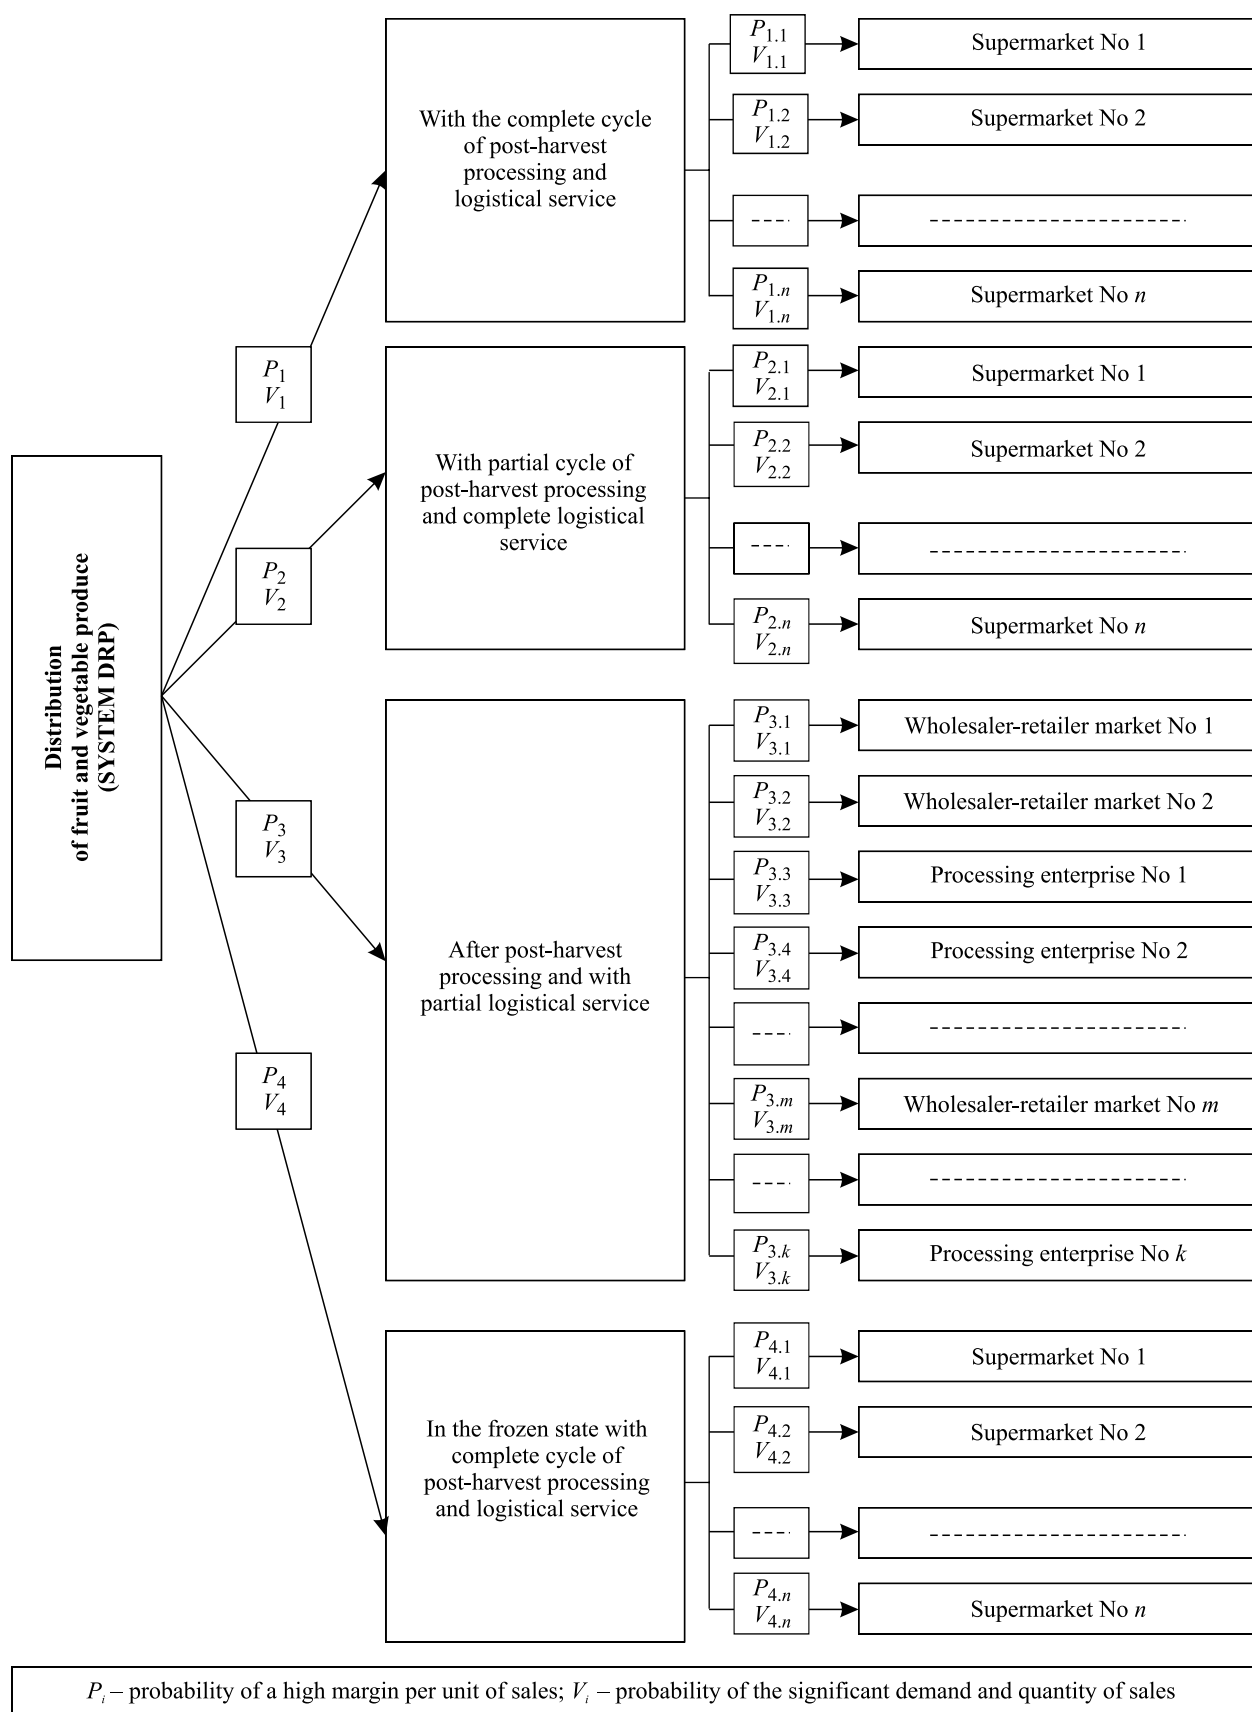 Distribution
of fruit and vegetable produce
(SYSTEM DRP)
P1
V1
P2
V2
P3
V3
P4
V4
With the complete cycle
of post-harvest
processing and
logistical service
P1.1
V1.1
Supermarket No 1
P1.2
V1.2
Supermarket No 2
P1.n
V1.n
Supermarket No n
With partial cycle of
post-harvest processing
and complete logistical
service
P2.1
V2.1
Supermarket No 1
P2.2
V2.2
Supermarket No 2
P2.n
V2.n
Supermarket No n
After post-harvest
processing and with
partial logistical service
P3.1
V3.1
Wholesaler-retailer market No 1
P3.2
V3.2
Wholesaler-retailer market No 2
P3.3
V3.3
Processing enterprise No 1
P3.4
V3.4
Processing enterprise No 2
P3.m
V3.m
Wholesaler-retailer market No m
P3.k
V3.k
Processing enterprise No k
In the frozen state with
complete cycle of
post-harvest processing
and logistical service
P4.1
V4.1
Supermarket No 1
P4.2
V4.2
Supermarket No 2
P4.n
V4.n
Supermarket No n
Pi – probability of a high margin per unit of sales; Vi – probability of the significant demand and quantity of sales